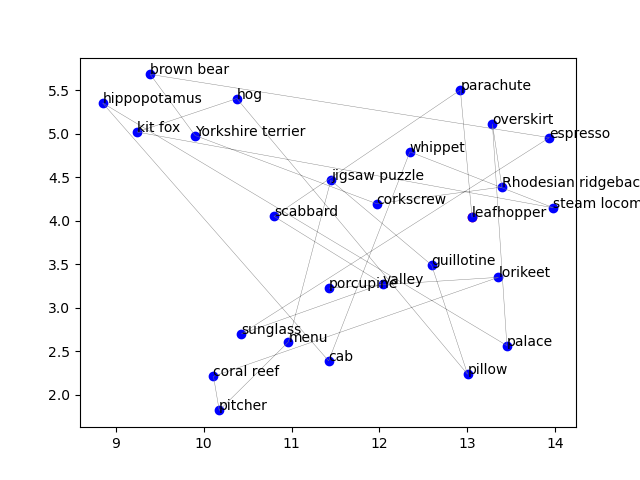 brown bear
hippopotamus
hog
parachute
kit fox
Yorkshire terrier
overskirt
espresso
whippet
jigsaw puzzle
Rhodesian ridgebac
corkscrew
steam locom
scabbard
leafhopper
guillotine
lorikeet
porcupine
valley
sunglass
menu
palace
cab
coral reef
pillow
pitcher
5.5
5.0
4.5
4.0
3.5
3.0
2.5
2.0
9
10
11
12
13
14